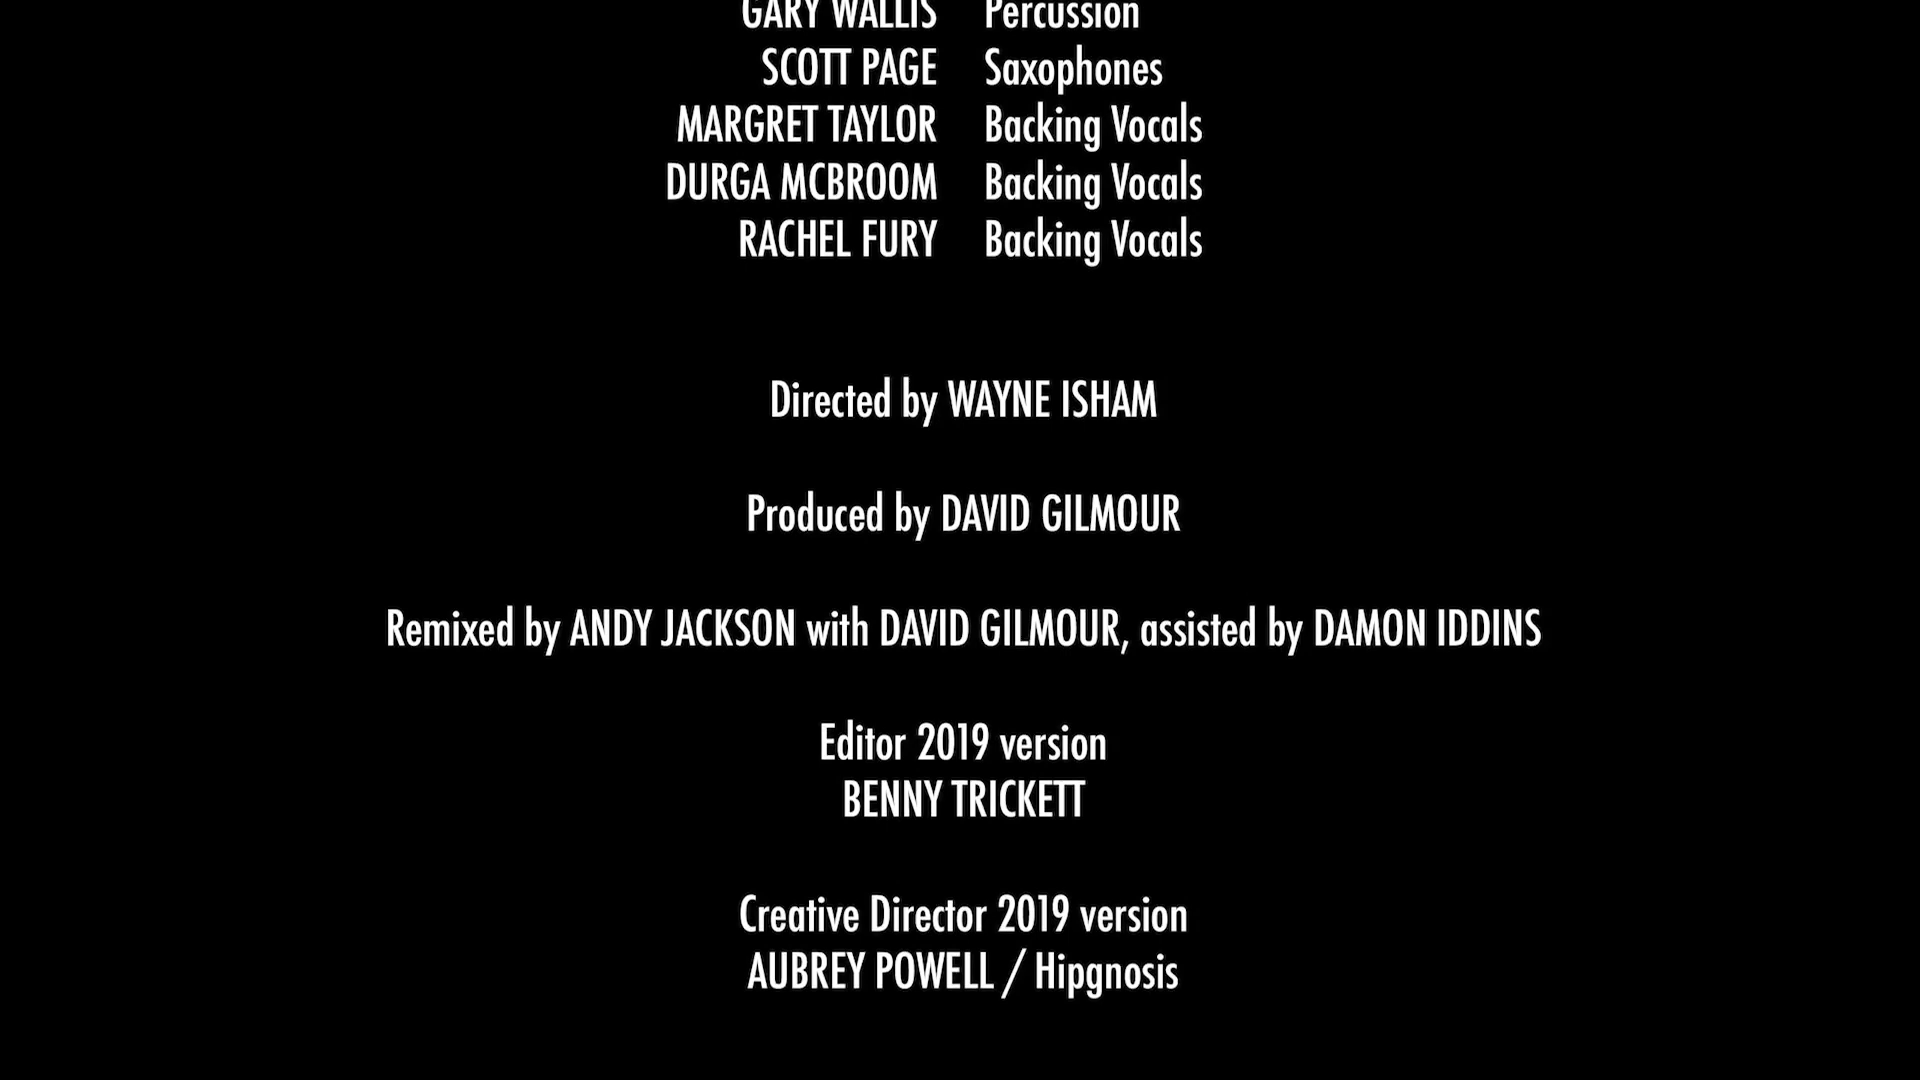 GARY WALLIS Percussion
SCOTT PAGE Saxophones
MARGRET TAYLOR Backing Vocals
DURGA MCBROOM Backing Vocals
RACHEL FURY Backing Vocals
Directed by WAYNE ISHAM
Produced by DAVID GILMOUR
Remixed by ANDY JACKSON with DAVID GILMOUR, assisted by DAMON IDDINS
Editor 2019 version
BENNY TRICKETT
Creative Director 2019 version
AUBREY POWELL / Hipgnosis